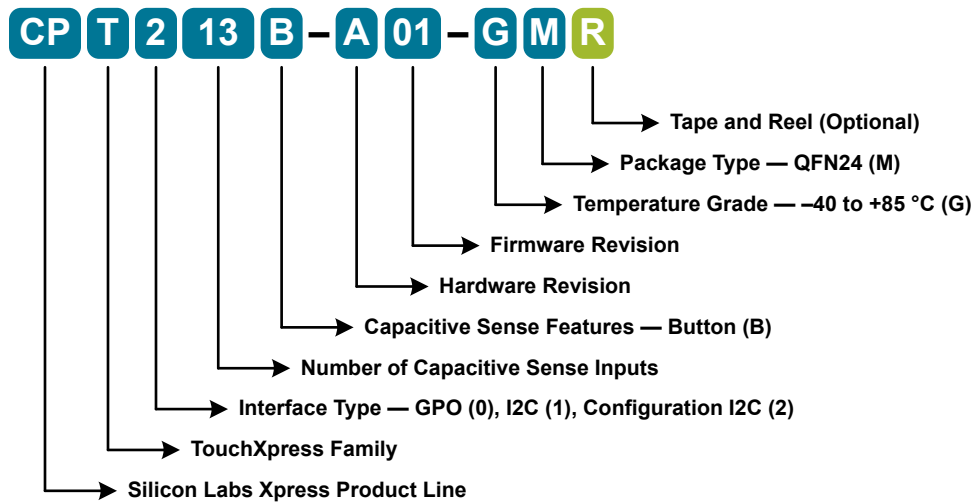 CP T 2 13 B – A 01 – G M R
Tape and Reel (Optional)
Package Type — QFN24 (M)
Temperature Grade — –40 to +85 °C (G)
Firmware Revision
Hardware Revision
Capacitive Sense Features — Button (B)
Number of Capacitive Sense Inputs
Interface Type — GPO (0), I2C (1), Configuration I2C (2)
TouchXpress Family
Silicon Labs Xpress Product Line